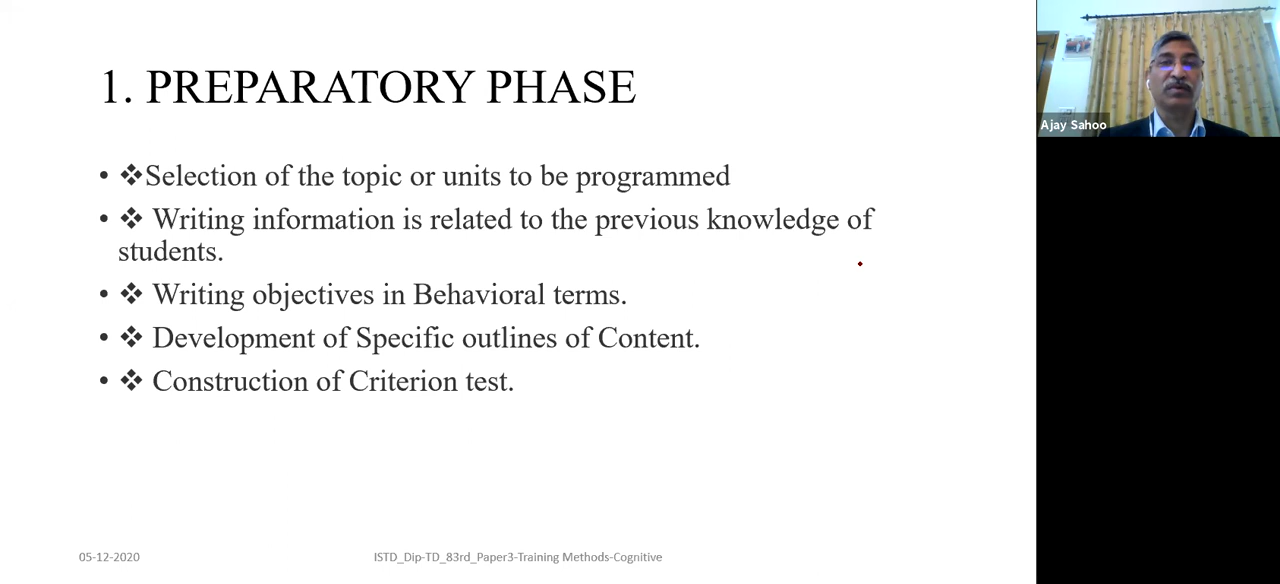 1. PREPARATORY PHASE
• ❖Selection of the topic or units to be programmed
• ❖ Writing information is related to the previous knowledge of
students.
• ❖ Writing objectives in Behavioral terms.
• ❖ Development of Specific outlines of Content.
• ❖ Construction of Criterion test.
05-12-2020
ISTD_Dip-TD_83rd_Paper3-Training Methods-Cognitive
Ajay Sahoo